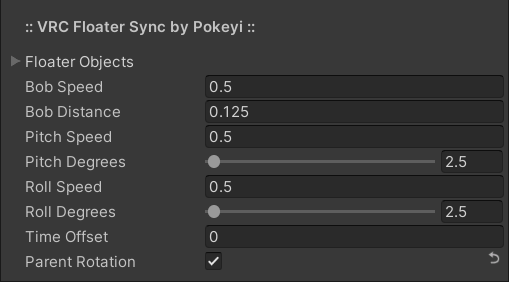 :: VRC Floater Sync by Pokeyi ::
Floater Objects
Bob Speed 0.5
Bob Distance 0.125
Pitch Speed 0.5
Pitch Degrees 2.5
Roll Speed 0.5
Roll Degrees 2.5
Time Offset 0
Parent Rotation